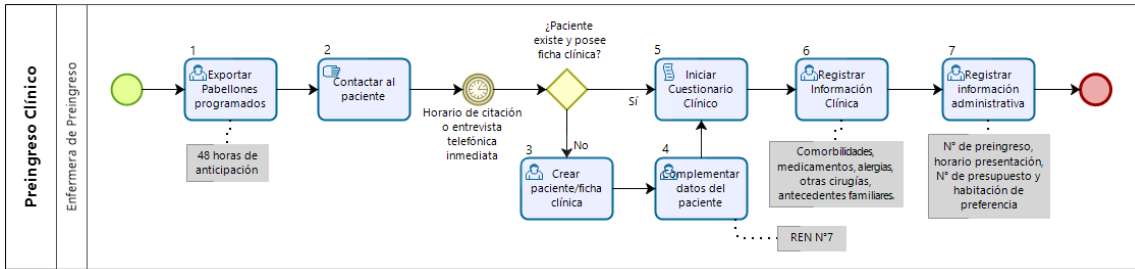 Preingreso Clínico
Enfermera de Preingreso
1
Exportar
Pabellones
programados
48 horas de
anticipación
2
Contactar al
paciente
Horario de citación
o entrevista
telefónica
inmediata
¿Paciente
existe y posee
ficha clínica?
Sí
No
3
Crear
paciente/ficha
clínica
4
Complementar
datos del
paciente
REN N°7
5
Iniciar
Cuestionario
Clínico
6
Registrar
Información
Clínica
Comorbilidades,
medicamentos, alergias,
otras cirugías,
antecedentes familiares.
7
Registrar
información
administrativa
N° de preingreso,
horario presentación,
N° de presupuesto y
habitación de
preferencia